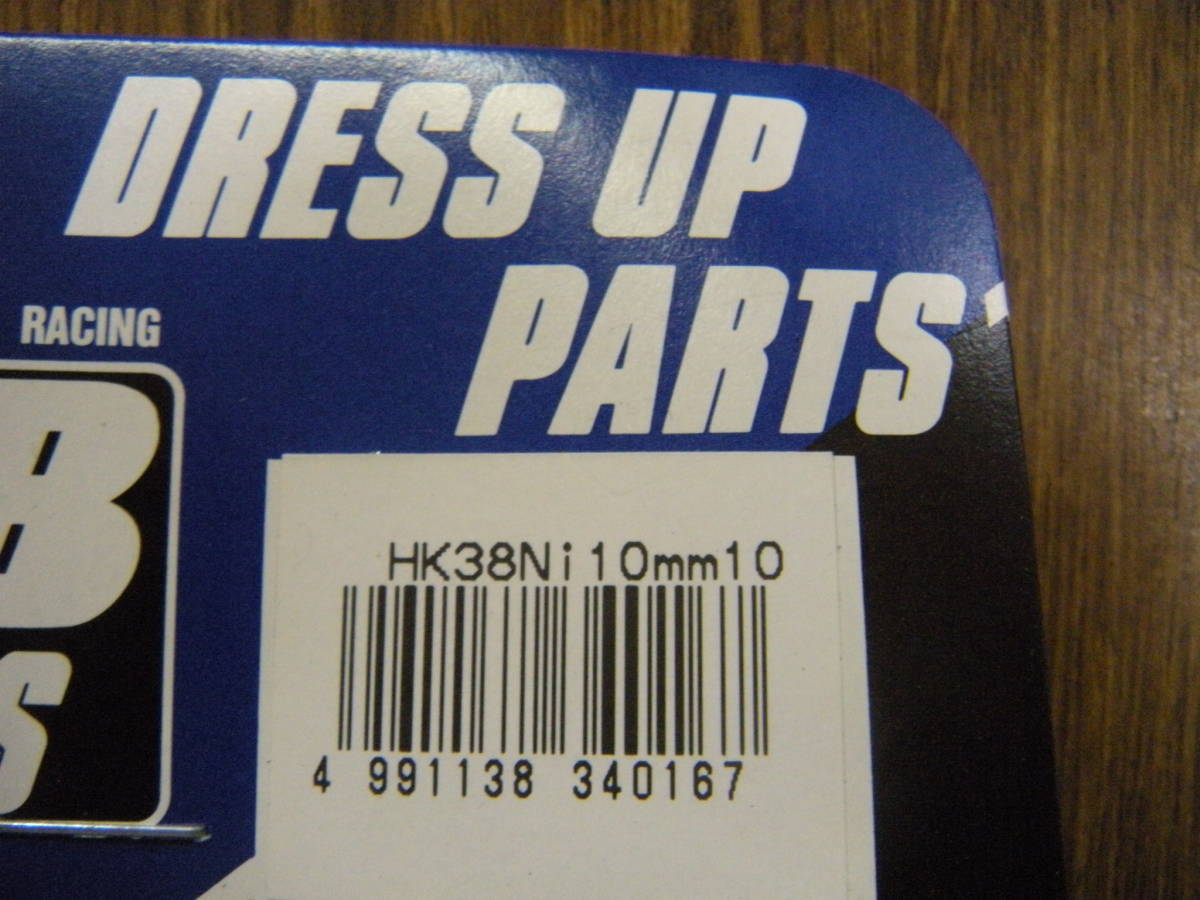 DRESS UP
PARTS
RACING
B
S
HK38Ni10mm10
4 991138 340167